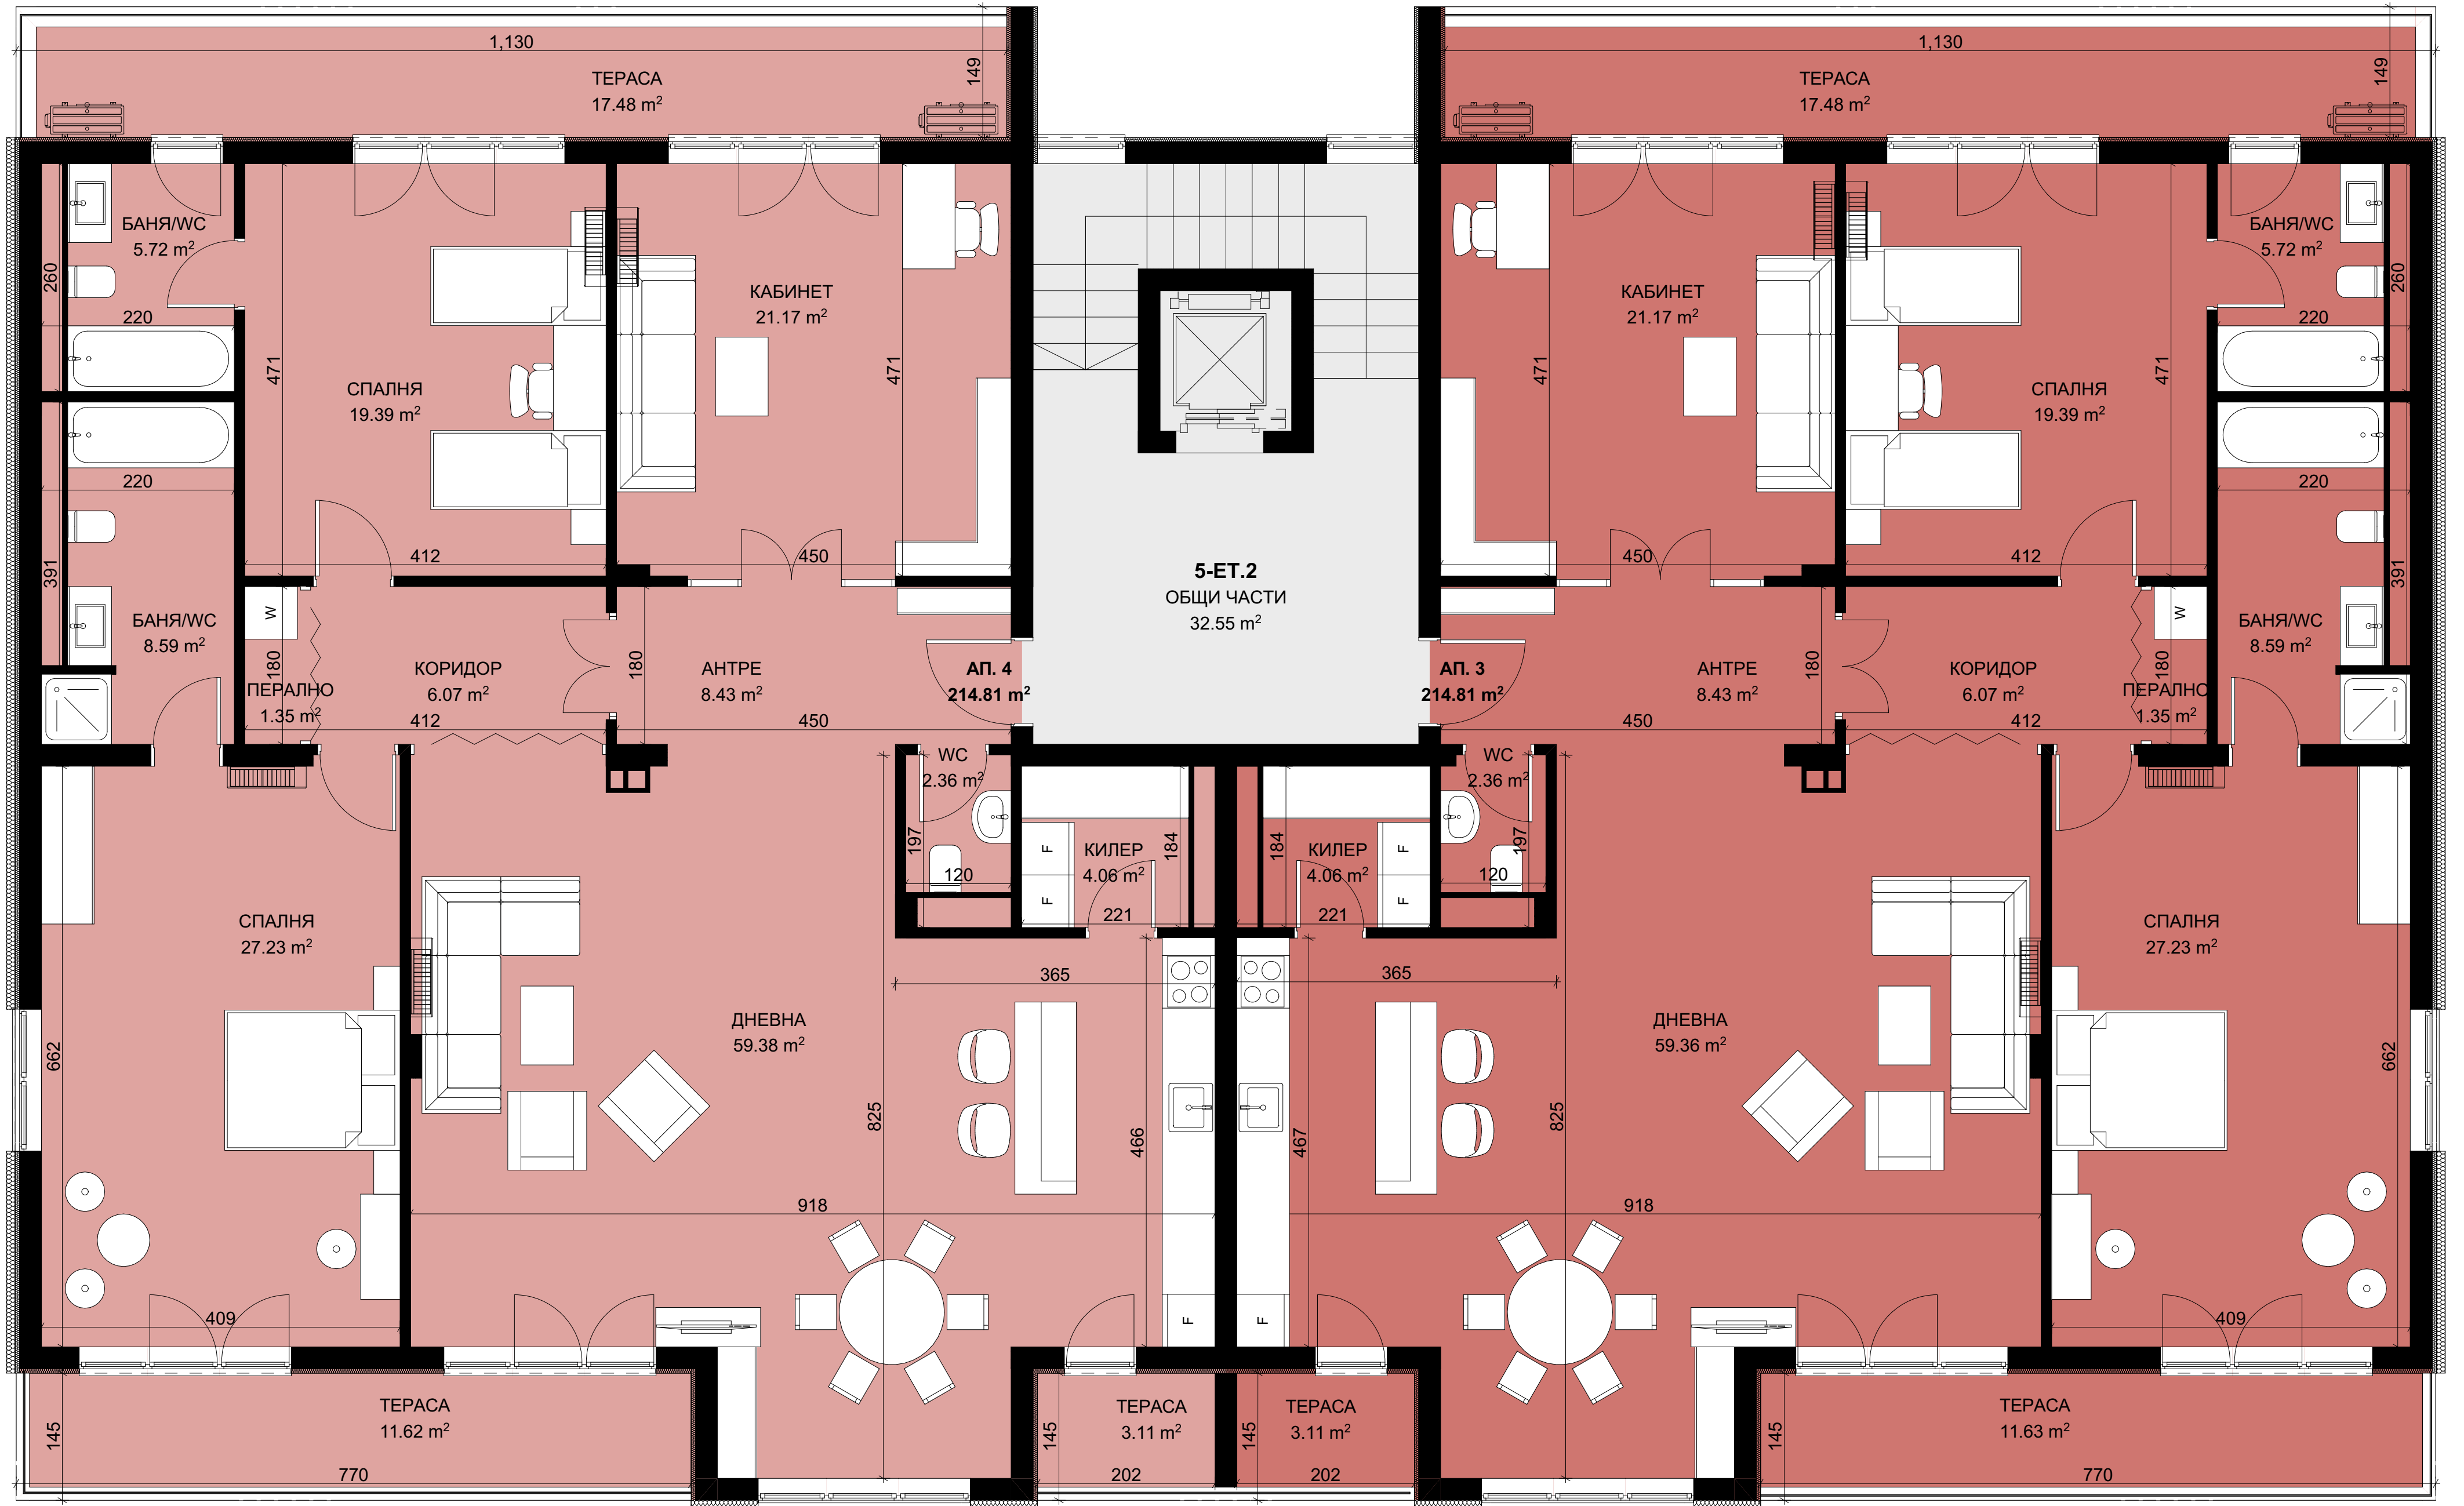 1,130
149
ТЕРАСА
17.48 m²
1,130
149
ТЕРАСА
17.48 m²
БАНЯ/WC
5.72 m²
260
220
471
СПАЛНЯ
19.39 m²
412
КАБИНЕТ
21.17 m²
471
450
КАБИНЕТ
21.17 m²
471
450
СПАЛНЯ
19.39 m²
471
412
БАНЯ/WC
5.72 m²
260
220
220
391
БАНЯ/WC
8.59 m²
W
180
ПЕРАЛНО
1.35 m²
КОРИДОР
6.07 m²
412
180
АНТРЕ
8.43 m²
450
АП. 4
214.81 m²
5-ЕТ.2
ОБЩИ ЧАСТИ
32.55 m²
АП. 3
214.81 m²
АНТРЕ
8.43 m²
450
180
КОРИДОР
6.07 m²
412
W
180
ПЕРАЛНО
1.35 m²
220
391
БАНЯ/WC
8.59 m²
WC
2.36 m²
197
120
F
F
КИЛЕР
4.06 m²
184
221
184
КИЛЕР
4.06 m²
221
F
F
WC
2.36 m²
197
120
СПАЛНЯ
27.23 m²
662
409
365
ДНЕВНА
59.38 m²
825
466
918
F
365
ДНЕВНА
59.36 m²
467
825
918
F
СПАЛНЯ
27.23 m²
662
409
ТЕРАСА
11.62 m²
145
770
ТЕРАСА
3.11 m²
145
202
ТЕРАСА
3.11 m²
145
202
ТЕРАСА
11.63 m²
145
770